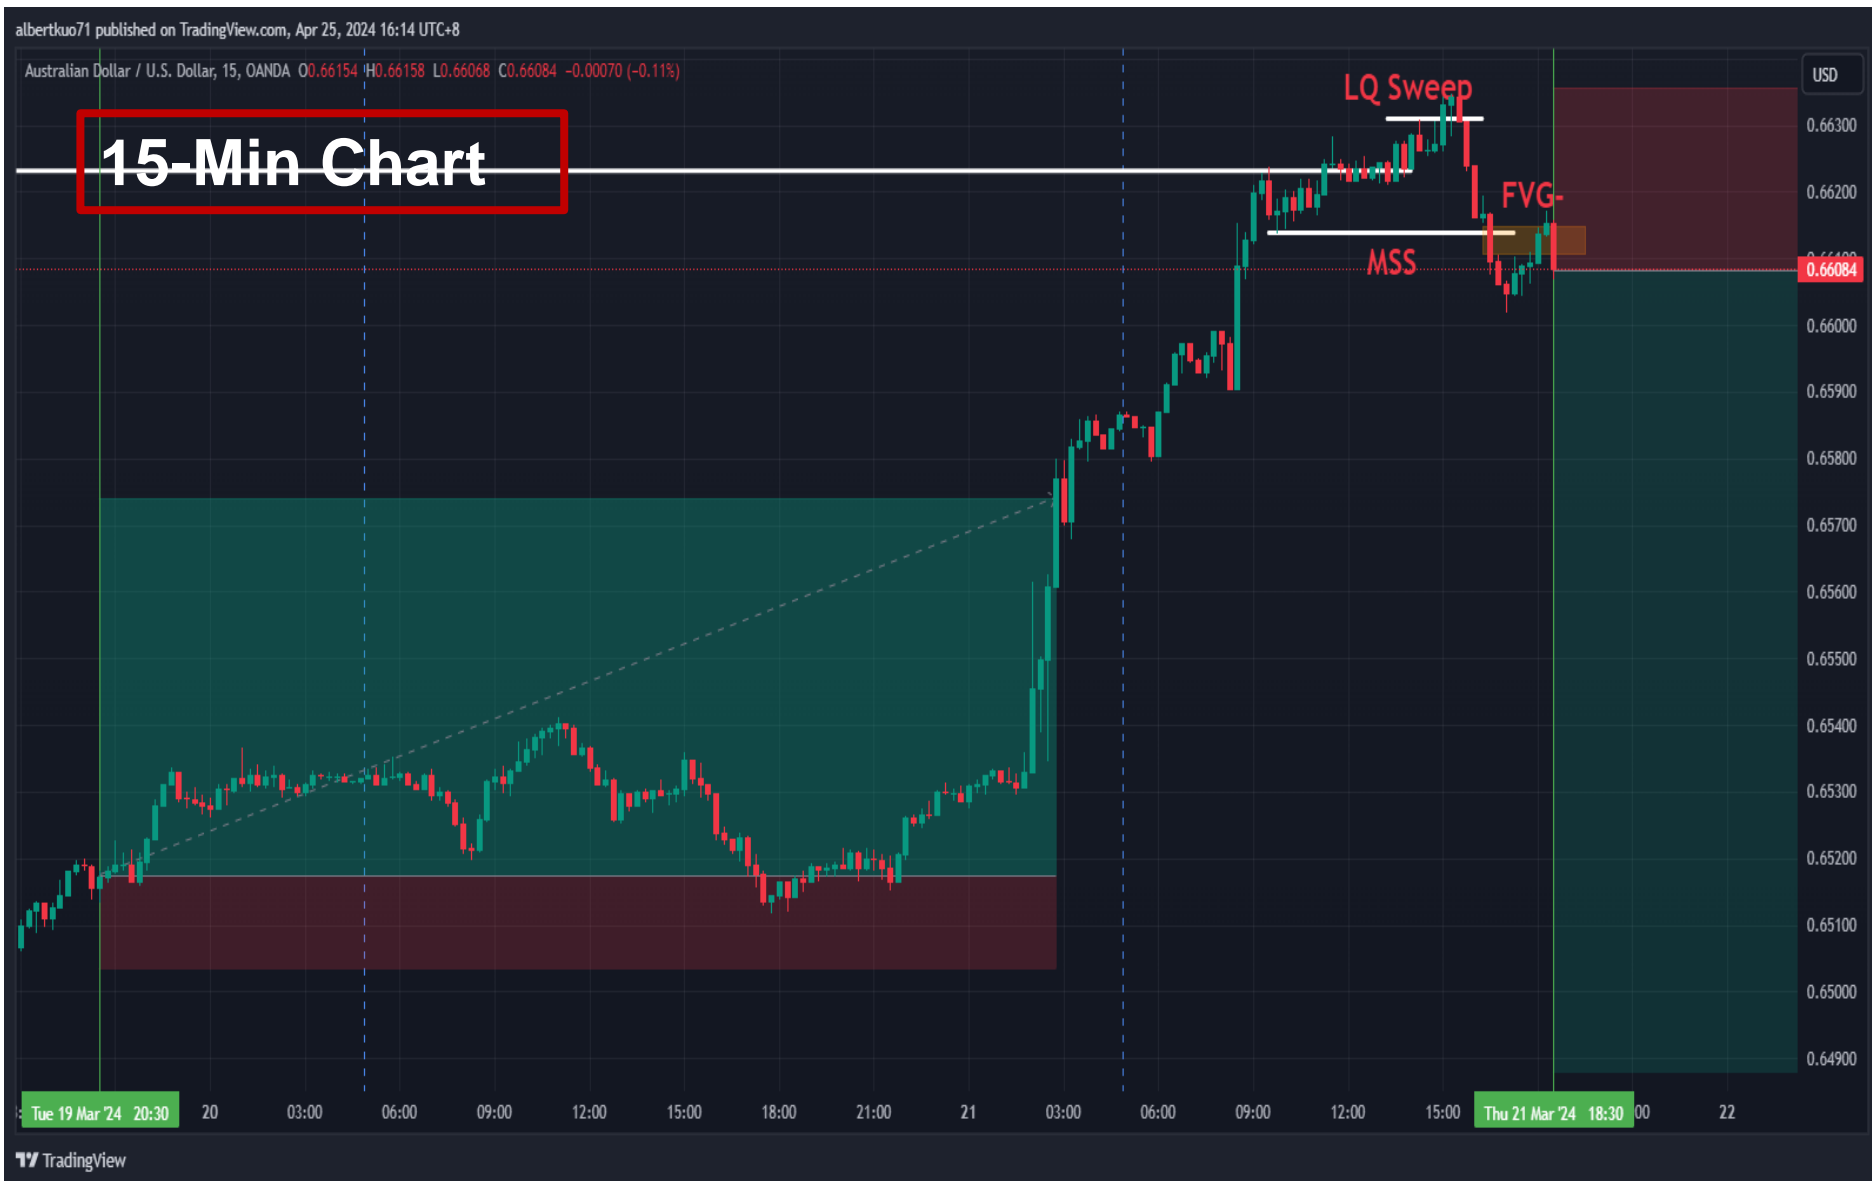 albertkuo71 published on TradingView.com, Apr 25, 2024 16:14 UTC+8
Australian Dollar / U.S. Dollar, 15, OANDA O0.66154 H0.66158 L0.66068 C0.66084 −0.00070 (−0.11%)
USD
LQ Sweep
15-Min Chart
FVG-
MSS
0.66300
0.66200
0.66084
0.66000
0.65900
0.65800
0.65700
0.65600
0.65500
0.65400
0.65300
0.65200
0.65100
0.65000
0.64900
Tue 19 Mar '24 20:30 20 03:00 06:00 09:00 12:00 15:00 18:00 21:00 21 03:00 06:00 09:00 12:00 15:00 Thu 21 Mar '24 18:30 :00 22
TradingView